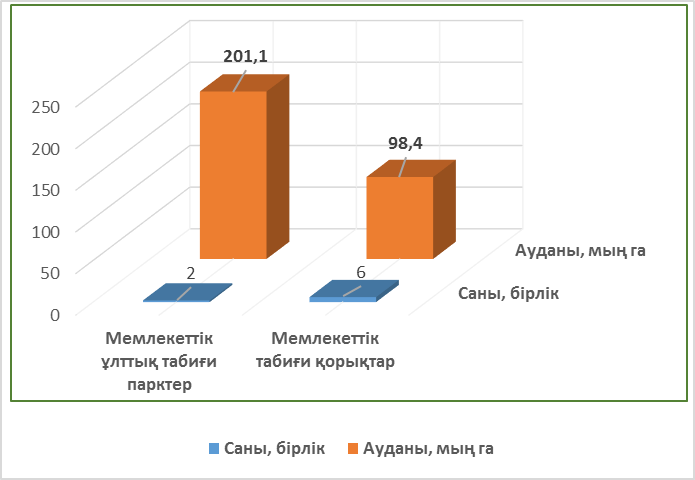 201,1
98,4
250
200
150
100
50
0
2
6
Ауданы, мың га
Саны, бірлік
Мемлекеттік
ұлттық табиғи
парктер
Мемлекеттік
табиғи қорықтар
Саны, бірлік
Ауданы, мың га